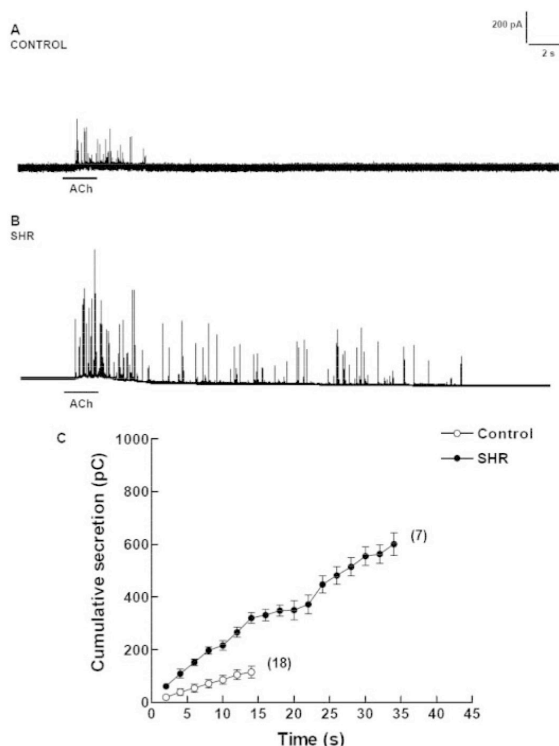 A
CONTROL
200 pA
2 s
ACh
B
SHR
ACh
C
Control
SHR
Cumulative secretion (pC)
1000
800
600
400
200
0
(7)
(18)
0 5 10 15 20 25 30 35 40 45
Time (s)